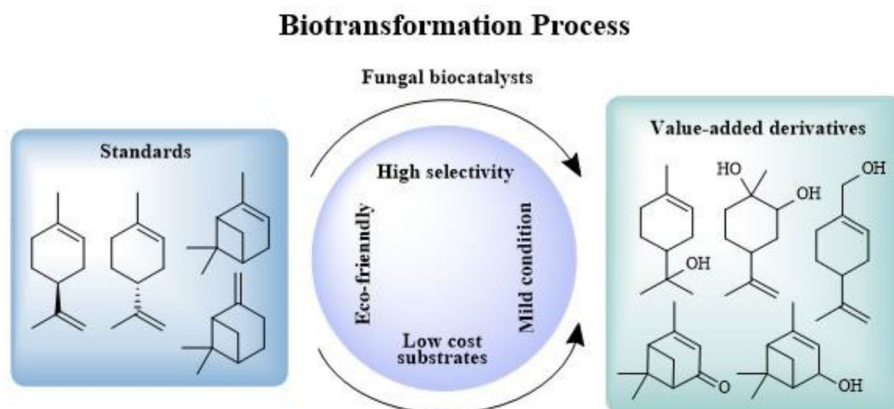 Biotransformation Process
Fungal biocatalysts
Standards
High selectivity
Eco-frienndly
Mild condition
Low cost
substrates
Value-added derivatives
OH
HO
OH
OH
O
OH